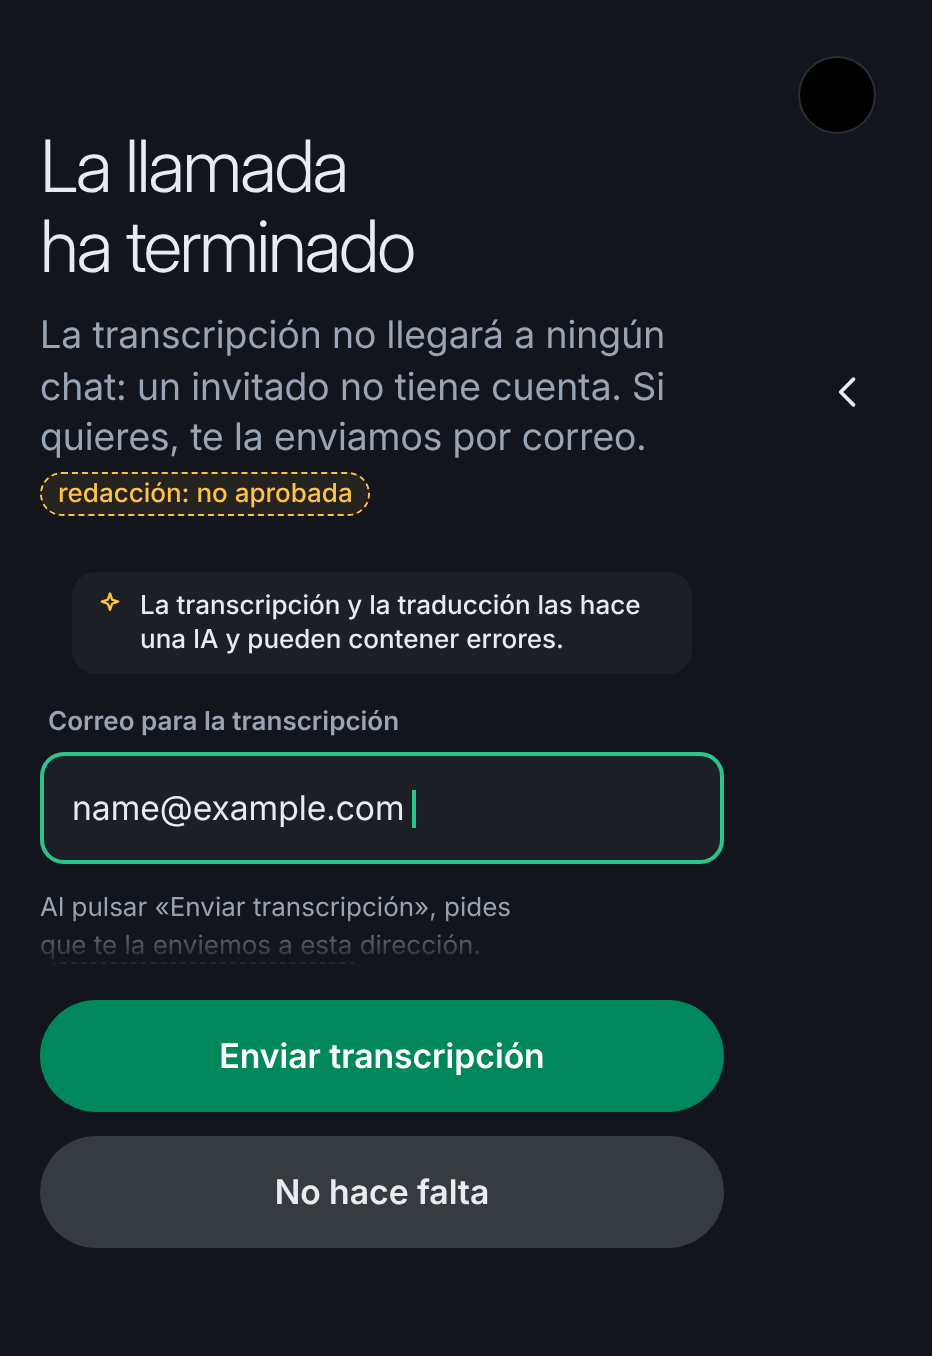 La llamada
ha terminado
La transcripción no llegará a ningún
chat: un invitado no tiene cuenta. Si
quieres, te la enviamos por correo.
redacción: no aprobada
La transcripción y la traducción las hace
una IA y pueden contener errores.
Correo para la transcripción
name@example.com
Al pulsar «Enviar transcripción», pides
que te la enviemos a esta dirección.
Enviar transcripción
No hace falta